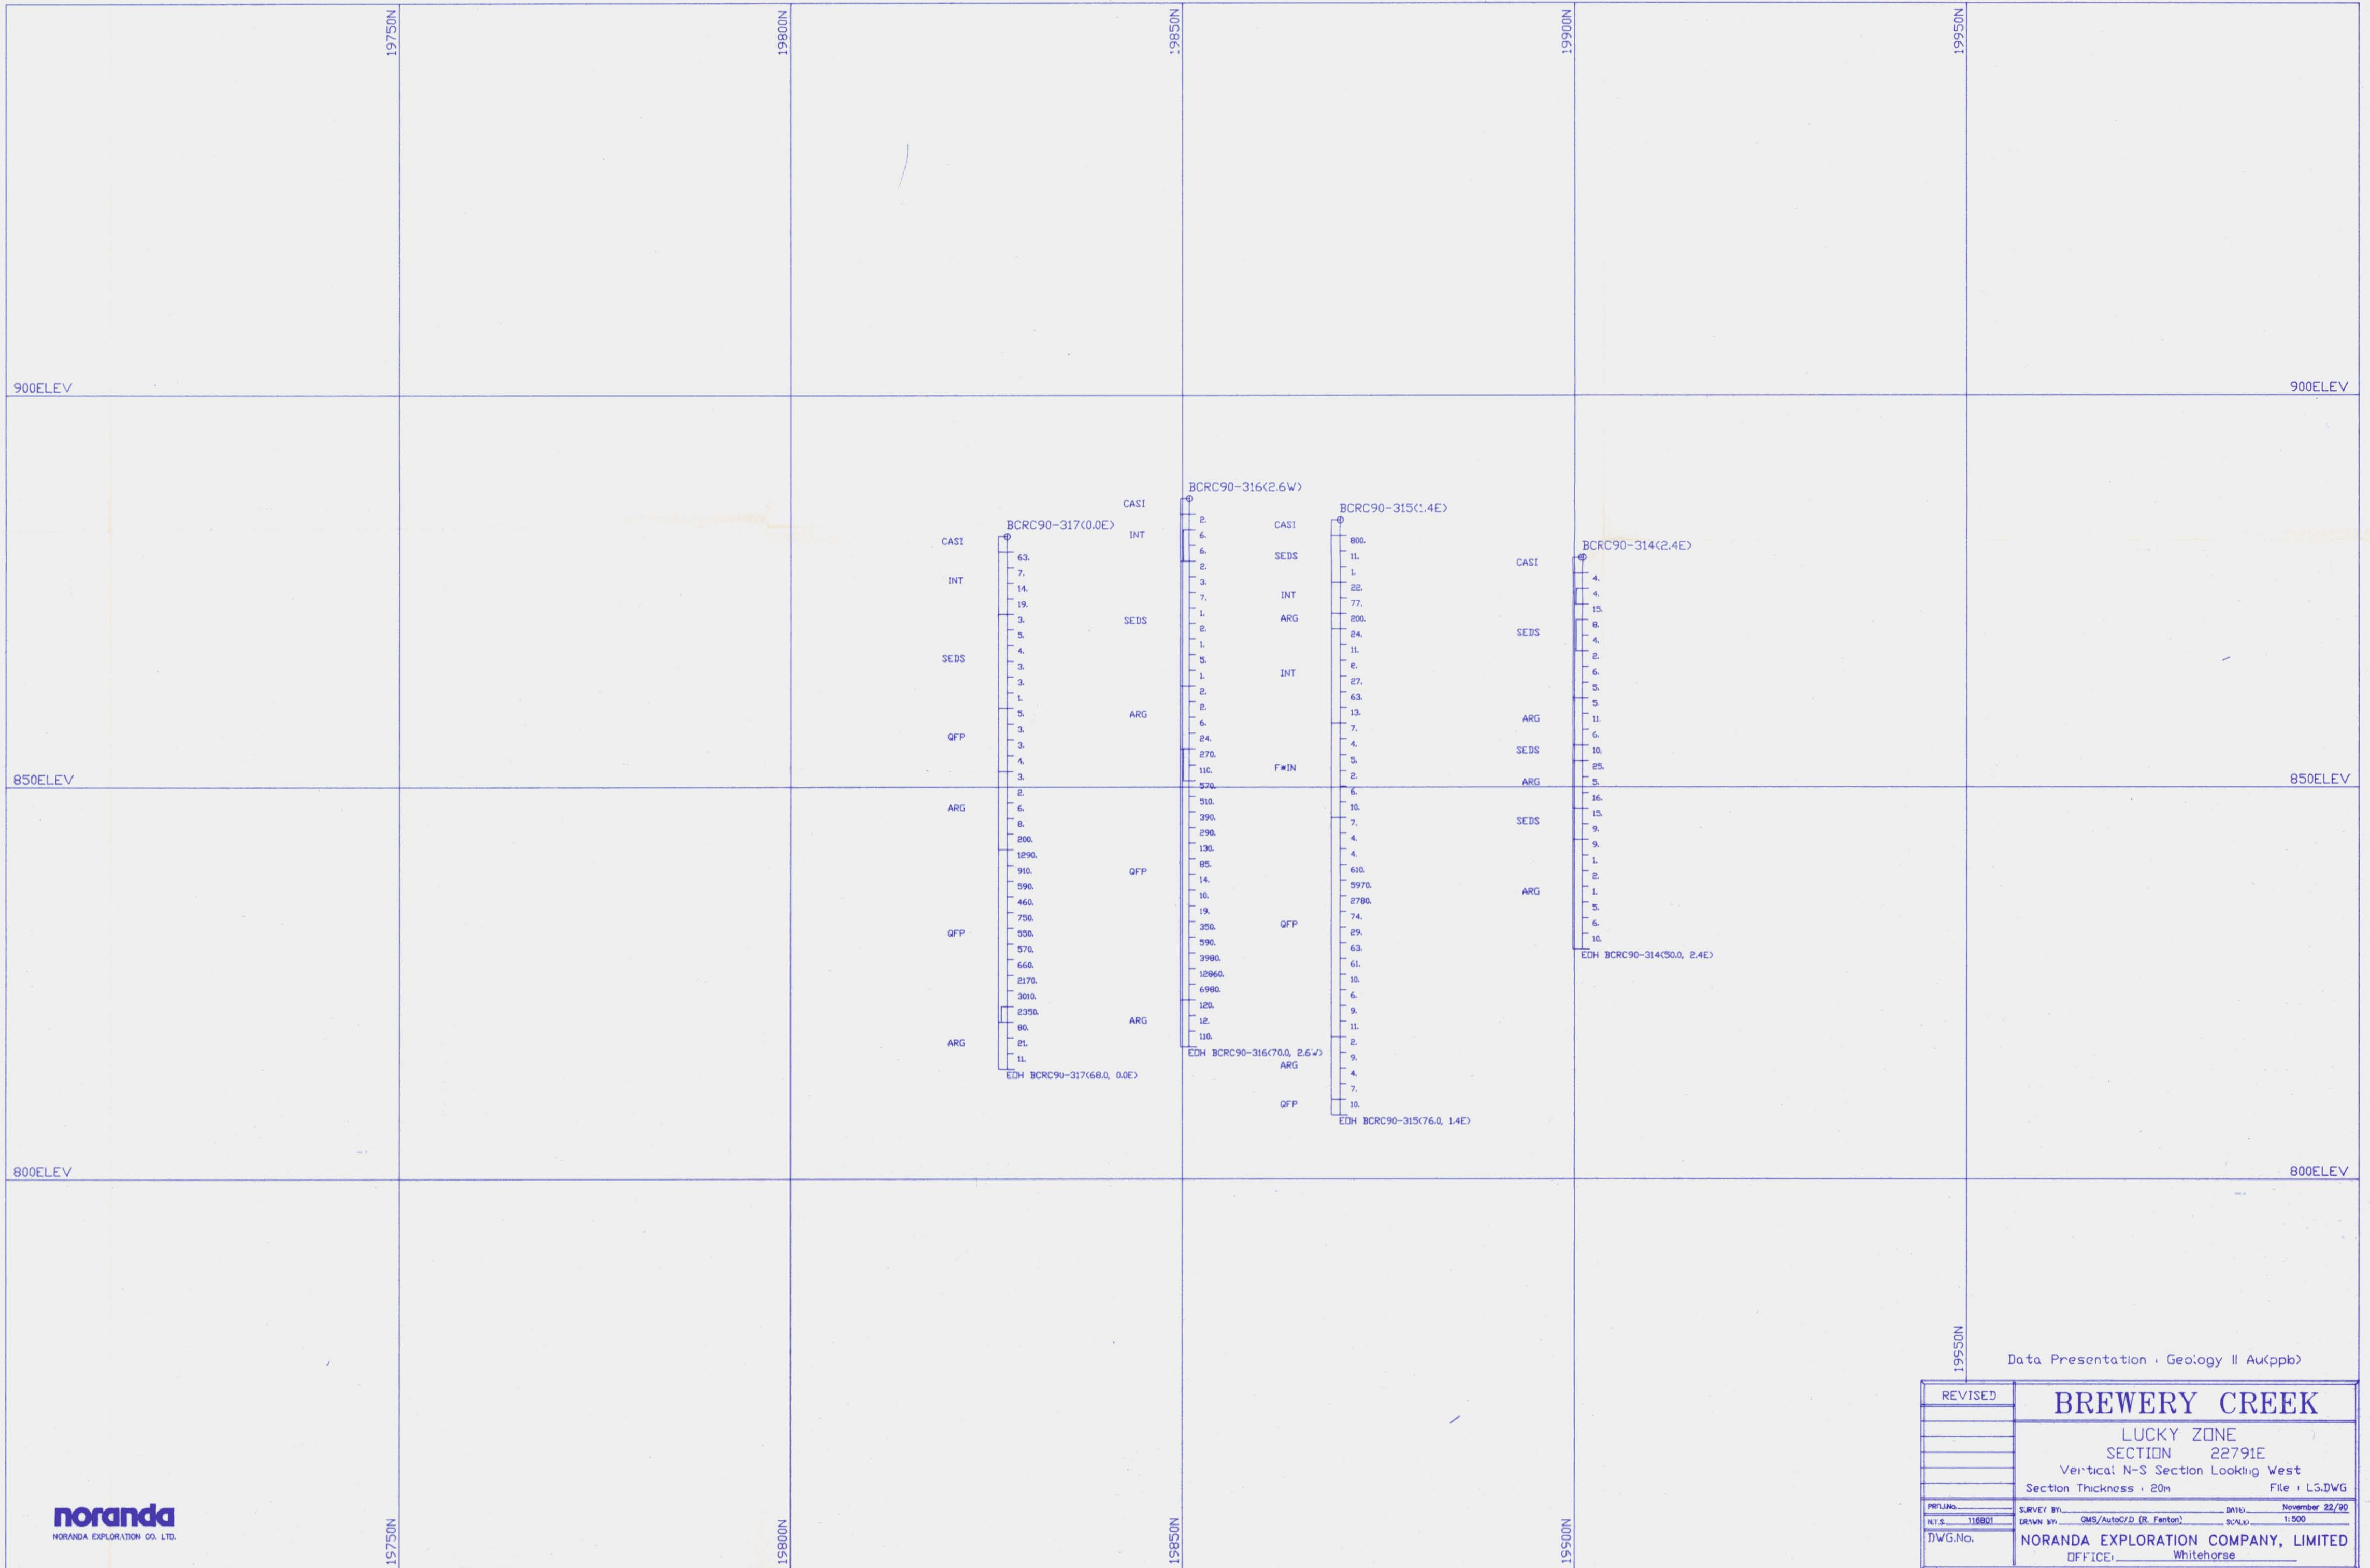 19750N
19800N
19850N
19900N
19950N
900ELEV
900ELEV
850ELEV
850ELEV
800ELEV
800ELEV
BCRC90-317(0.0E)
CASI
INT
SEDS
QFP
ARG
QFP
ARG
63.
7.
14.
19.
3.
5.
4.
3.
3.
1.
5.
3.
3.
4.
3.
2.
6.
8.
200.
1290.
910.
590.
460.
750.
550.
570.
660.
2170.
3010.
2350.
80.
21.
11.
EOH BCRC90-317(68.0, 0.0E)
BCRC90-316(2.6W)
CASI
INT
SEDS
ARG
QFP
ARG
2.
6.
6.
2.
3.
7.
1.
2.
1.
5.
1.
2.
2.
6.
24.
270.
110.
570.
510.
390.
290.
130.
85.
14.
10.
19.
350.
590.
3980.
12860.
6980.
120.
12.
110.
EOH BCRC90-316(70.0, 2.6W)
BCRC90-315(1.4E)
CASI
SEDS
INT
ARG
INT
F*IN
QFP
ARG
QFP
800.
11.
1.
22.
77.
200.
24.
11.
27.
63.
13.
7.
4.
5.
2.
6.
10.
7.
4.
4.
610.
5970.
2780.
74.
29.
63.
61.
10.
6.
9.
11.
2.
9.
4.
7.
10.
EOH BCRC90-315(76.0, 1.4E)
BCRC90-314(2.4E)
CASI
SEDS
ARG
SEDS
ARG
SEDS
ARG
4.
4.
15.
8.
4.
2.
6.
5.
5.
11.
6.
10.
25.
5.
16.
15.
9.
9.
1.
2.
1.
5.
6.
10.
EOH BCRC90-314(50.0, 2.4E)
19950N
Data Presentation : Geology || Au(ppb)
REVISED
BREWERY CREEK
LUCKY ZONE
SECTION 22791E
Vertical N-S Section Looking West
Section Thickness : 20m File : LS.DWG
PROJ.No. SURVEY BY: DATE: November 22/90
N.T.S. 116B01 DRAWN BY: GMS/AutoCAD (R. Fenton) SCALE: 1:500
DWG.No.
NORANDA EXPLORATION COMPANY, LIMITED
OFFICE: Whitehorse
noranda
NORANDA EXPLORATION CO. LTD.
19750N
19800N
19850N
19900N